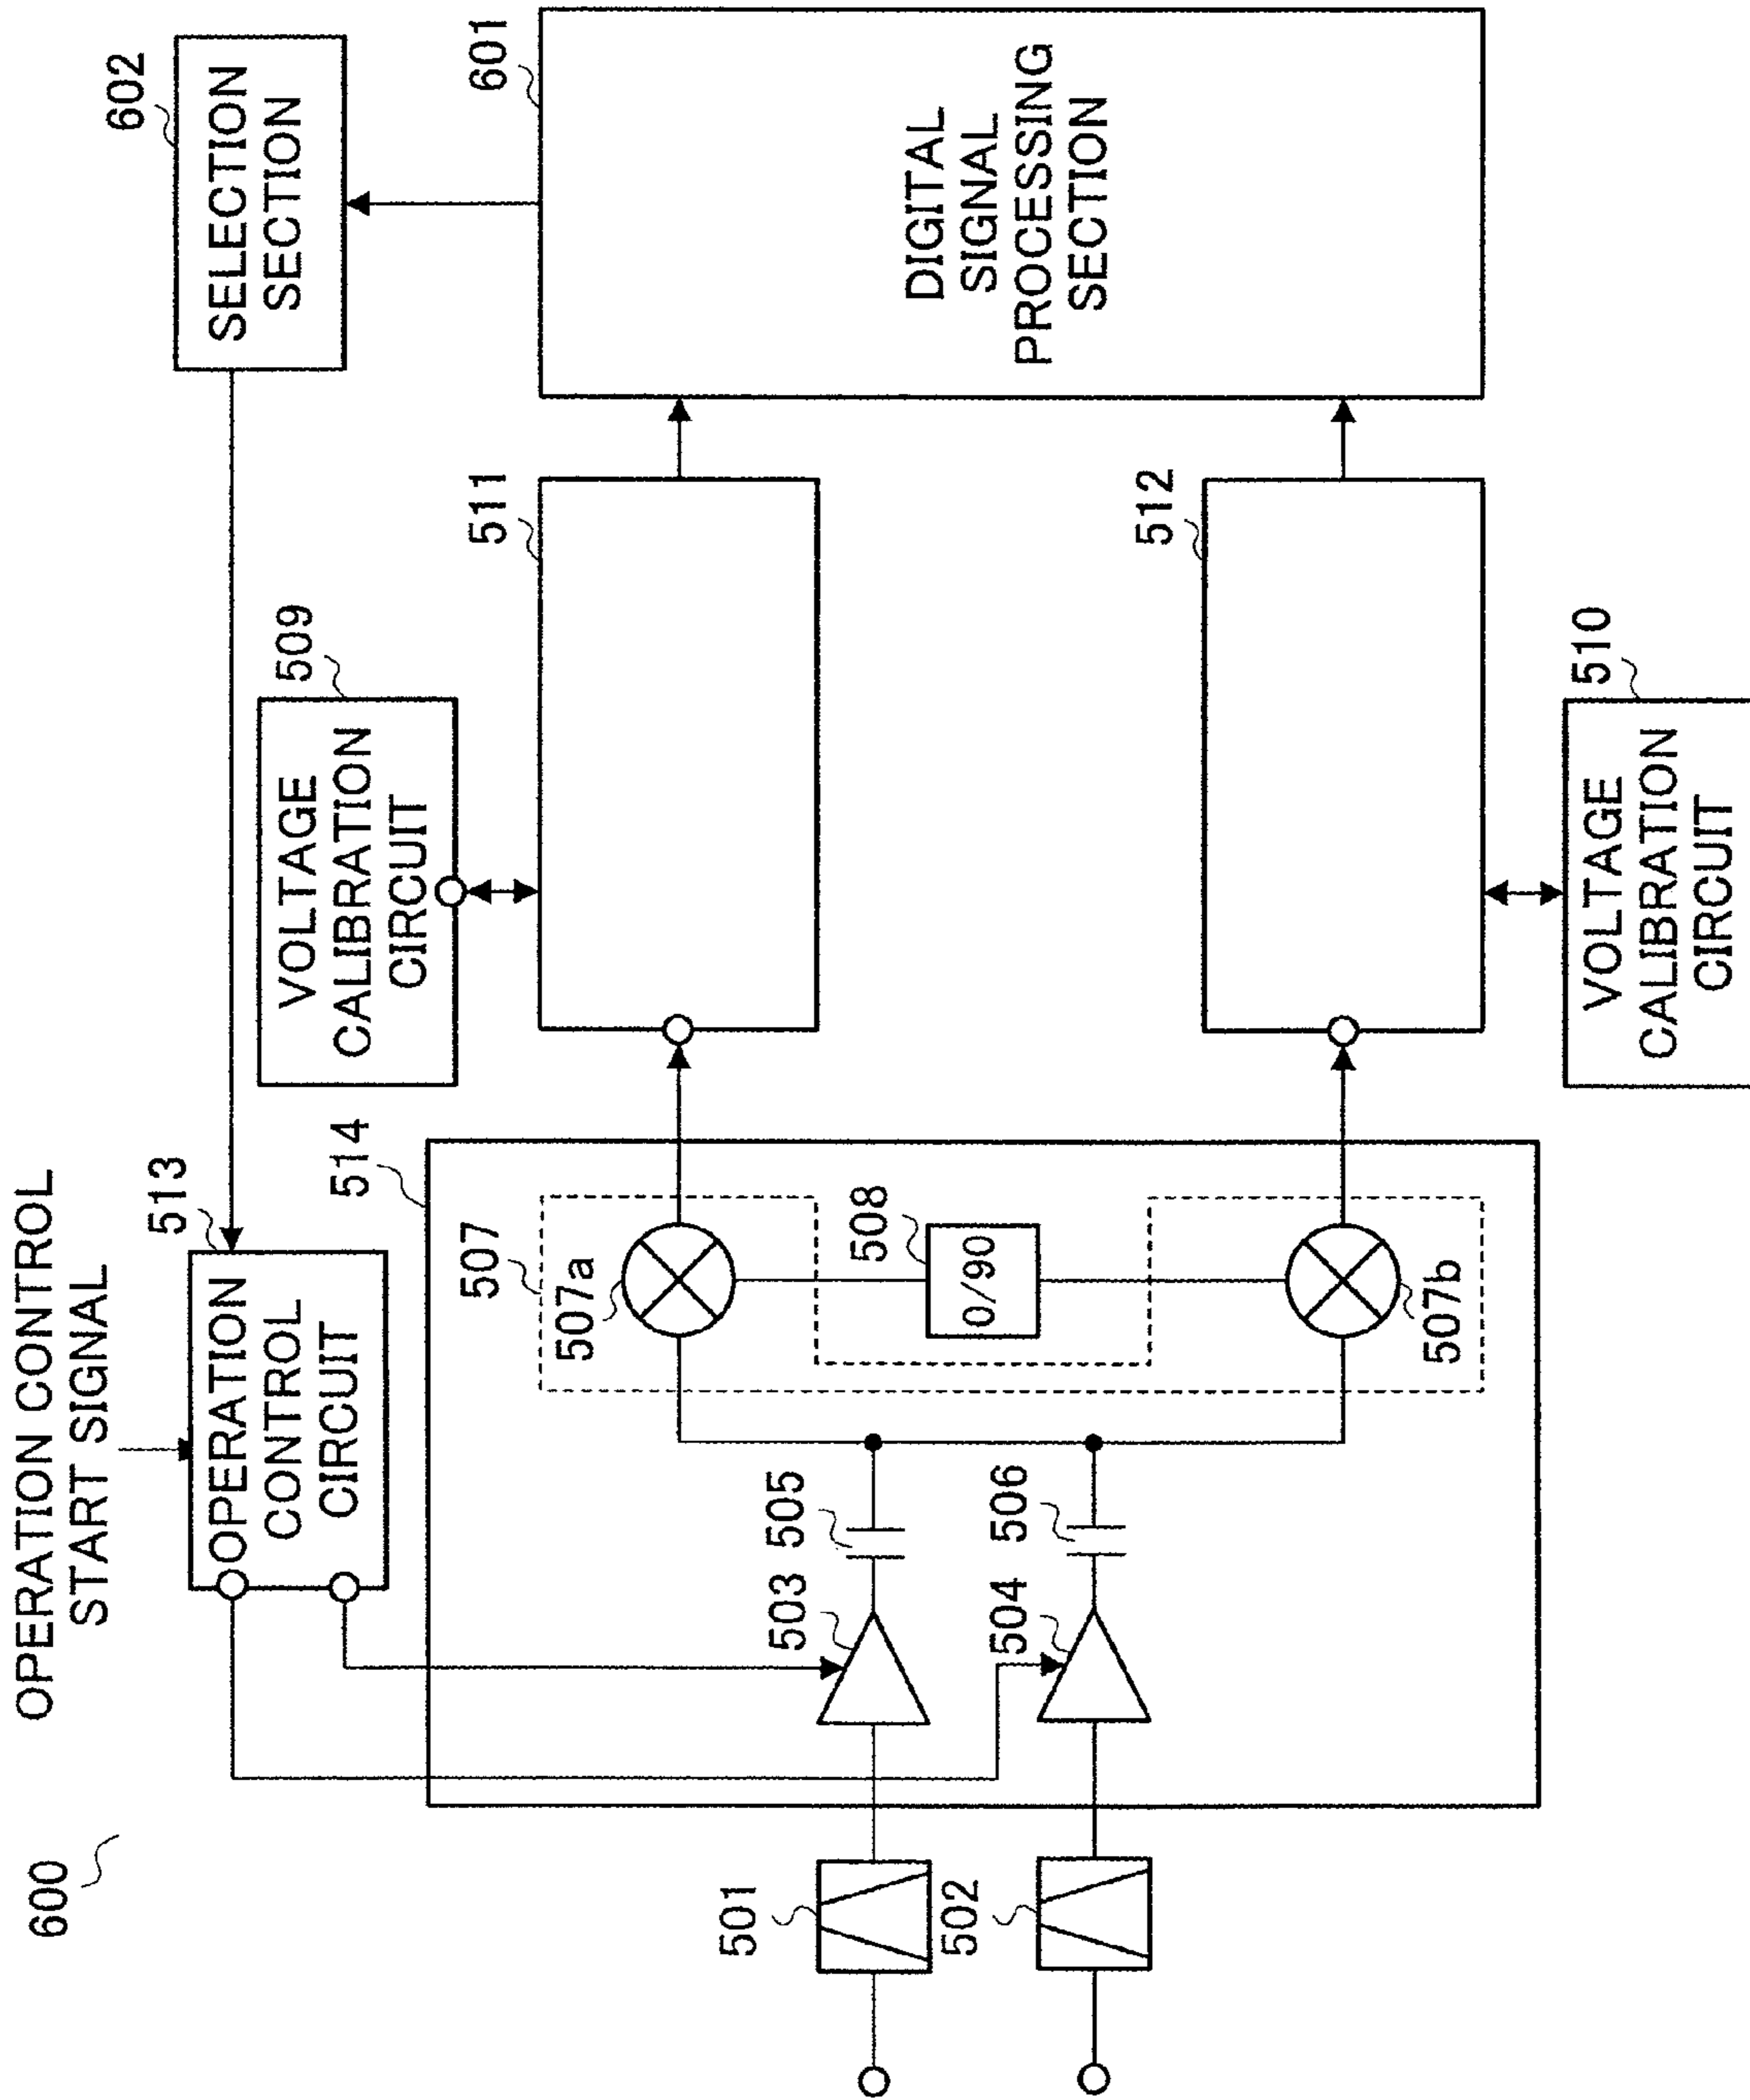 600
OPERATION CONTROL
START SIGNAL
513
OPERATION
CONTROL
CIRCUIT
602
SELECTION
SECTION
514
509
VOLTAGE
CALIBRATION
CIRCUIT
511
601
DIGITAL
SIGNAL
PROCESSING
SECTION
507
507a
508
0/90
507b
503
505
504
506
501
502
512
510
VOLTAGE
CALIBRATION
CIRCUIT